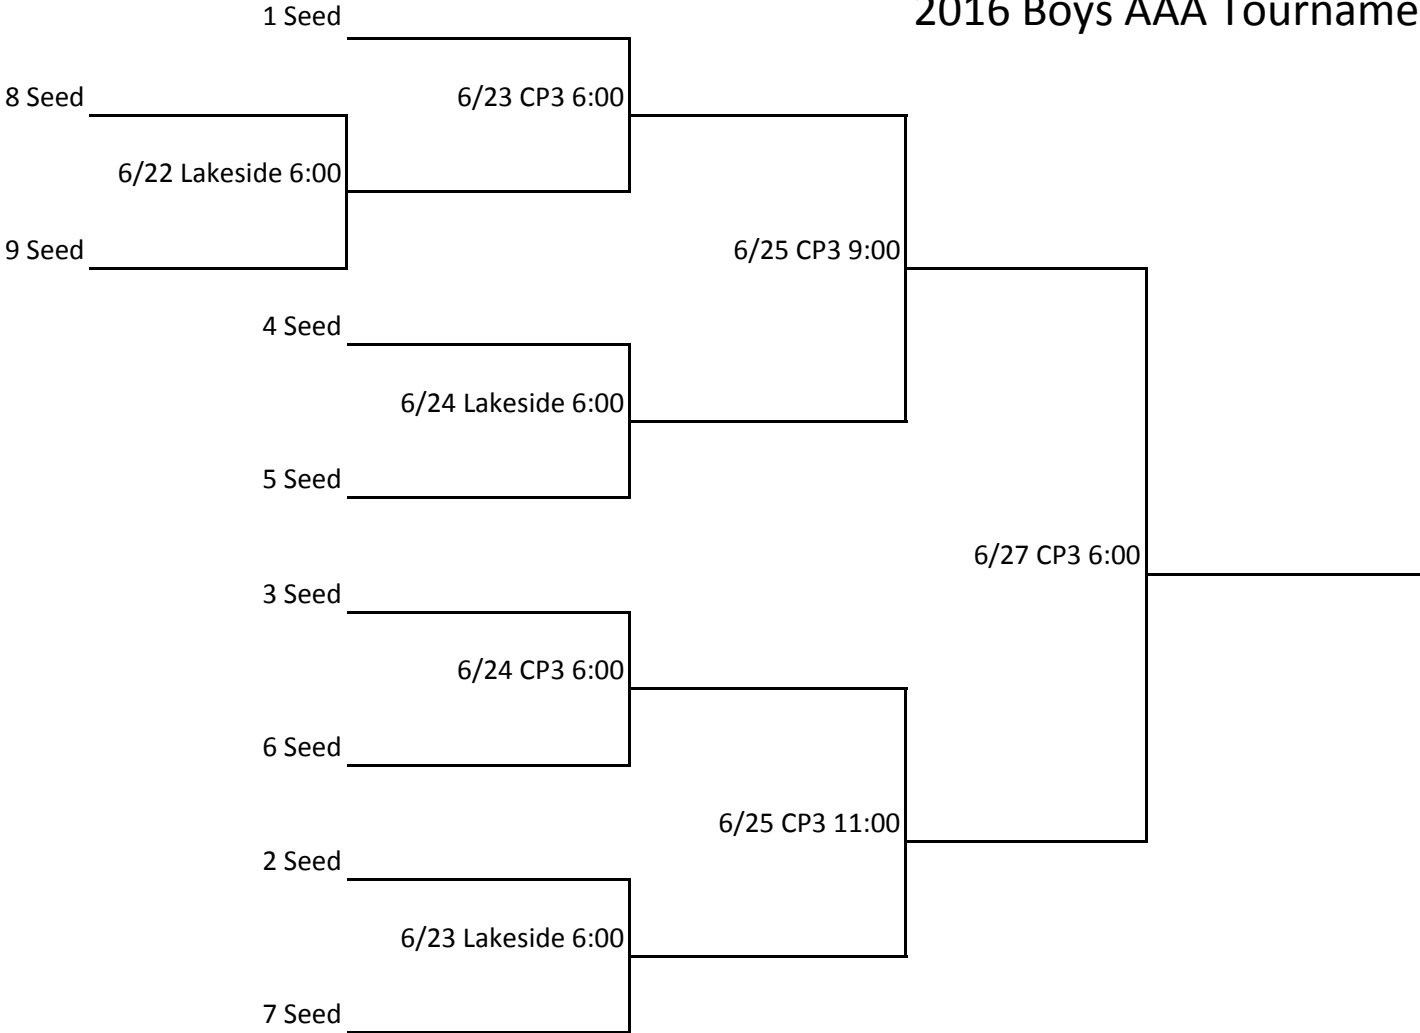 2016 Boys AAA Tourname
1 Seed
8 Seed
6/23 CP3 6:00
6/22 Lakeside 6:00
9 Seed
6/25 CP3 9:00
4 Seed
6/24 Lakeside 6:00
5 Seed
6/27 CP3 6:00
3 Seed
6/24 CP3 6:00
6 Seed
6/25 CP3 11:00
2 Seed
6/23 Lakeside 6:00
7 Seed